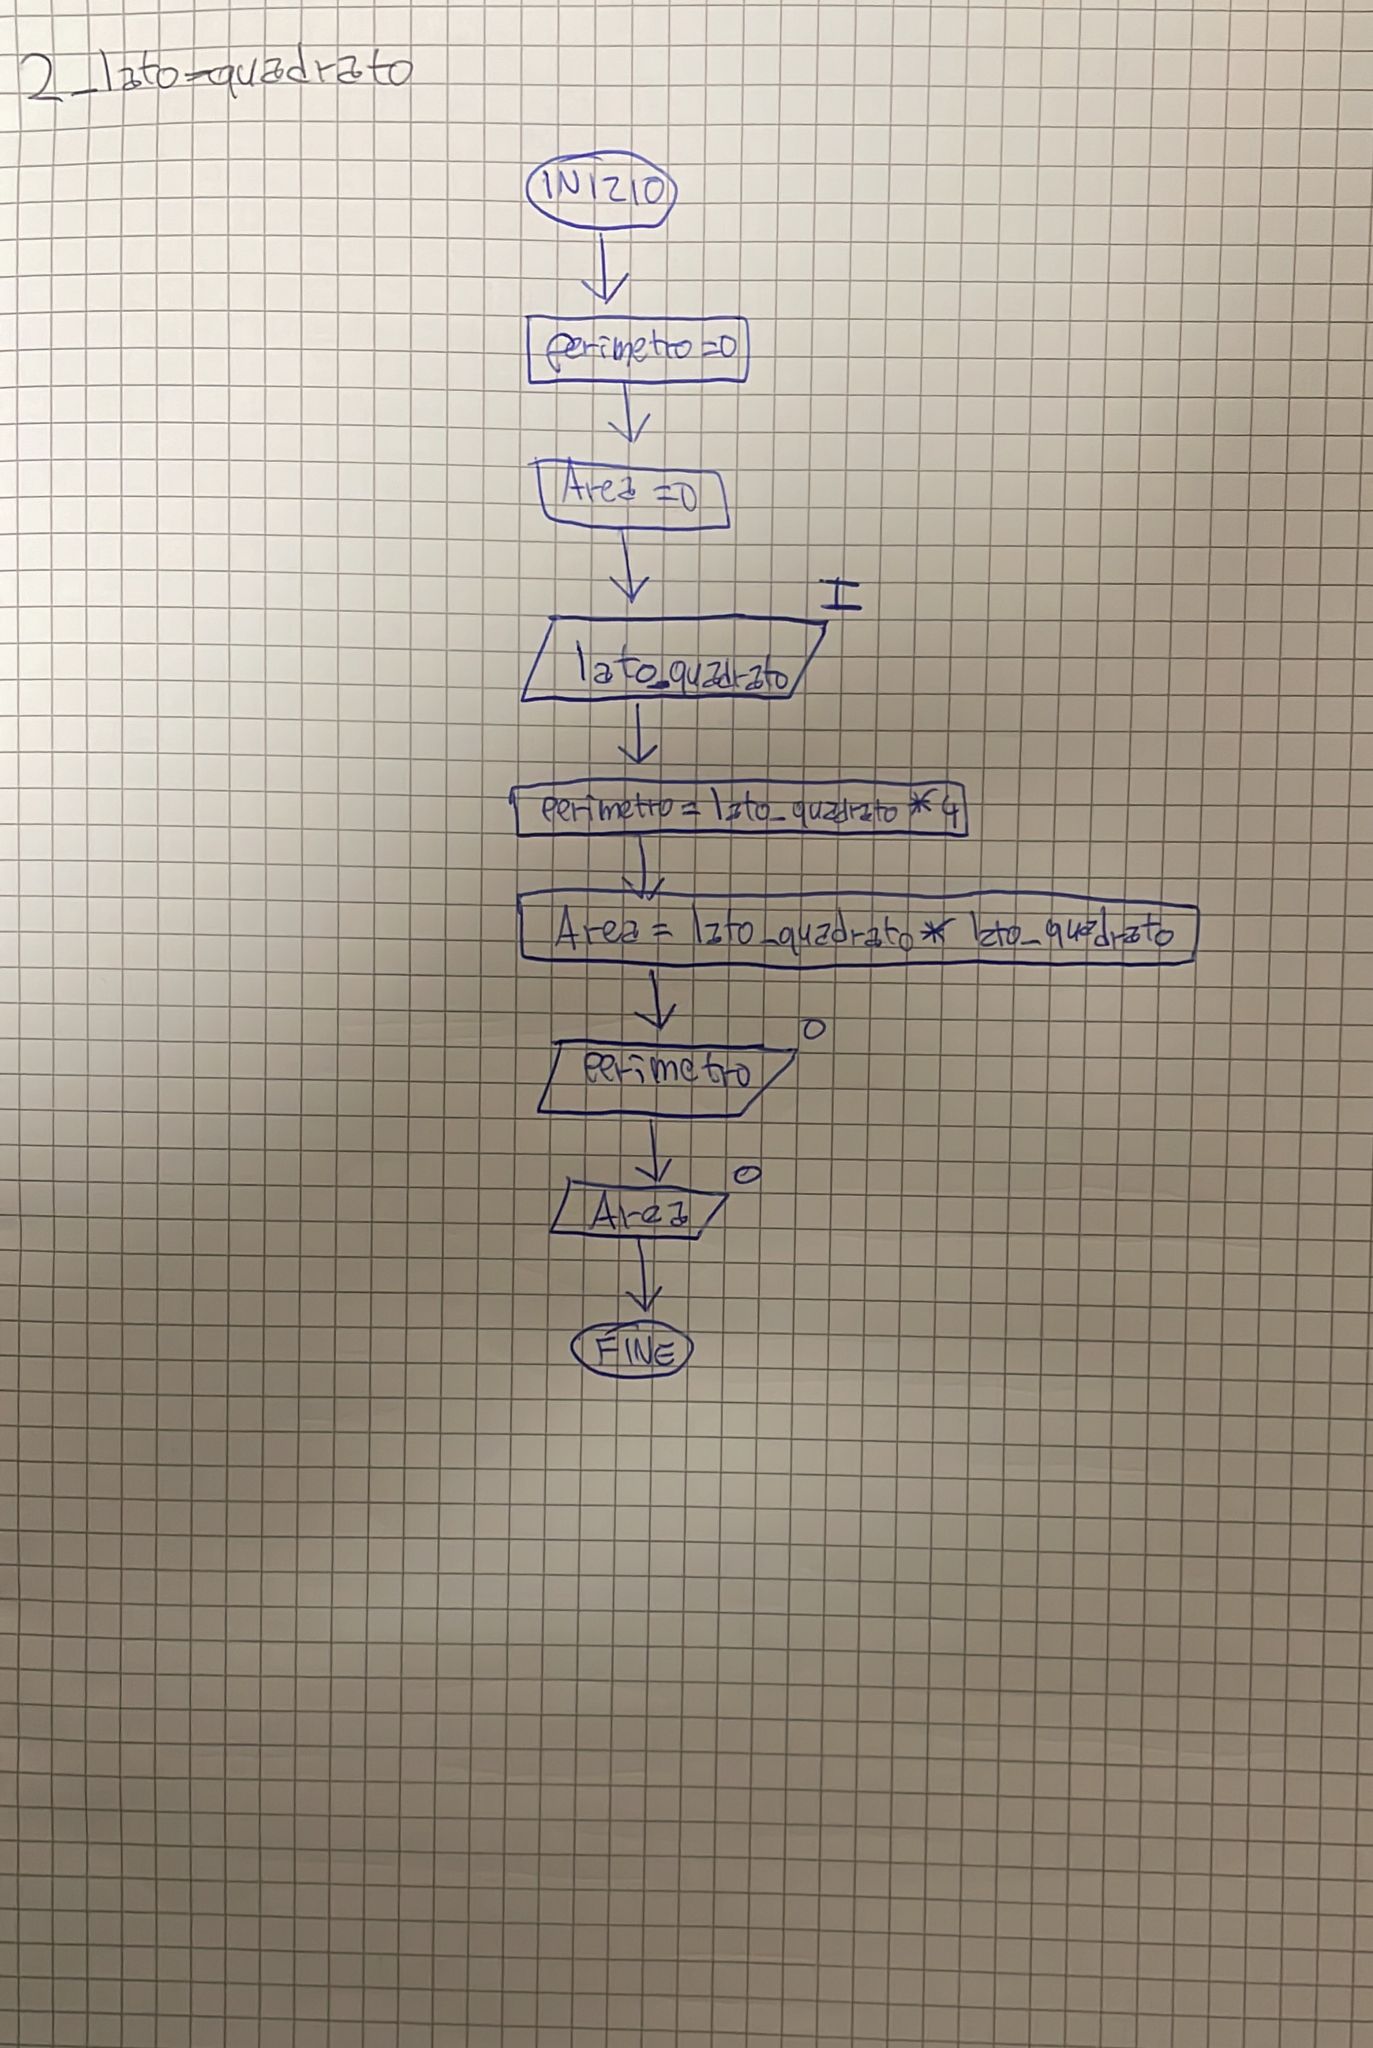 2_lato_quadrato
INIZIO
perimetro=0
Area =0
I
lato_quadrato
perimetro = lato_quadrato * 4
Area = lato_quadrato * lato_quadrato
O
perimetro
O
Area
FINE